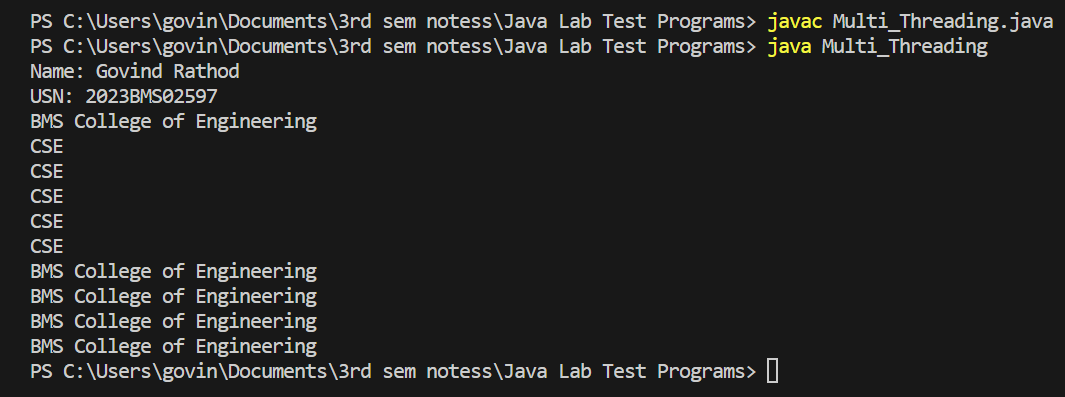 PS C:\Users\govin\Documents\3rd sem notess\Java Lab Test Programs> javac Multi_Threading.java
PS C:\Users\govin\Documents\3rd sem notess\Java Lab Test Programs> java Multi_Threading
Name: Govind Rathod
USN: 2023BMS02597
BMS College of Engineering
CSE
CSE
CSE
CSE
CSE
BMS College of Engineering
BMS College of Engineering
BMS College of Engineering
BMS College of Engineering
PS C:\Users\govin\Documents\3rd sem notess\Java Lab Test Programs>